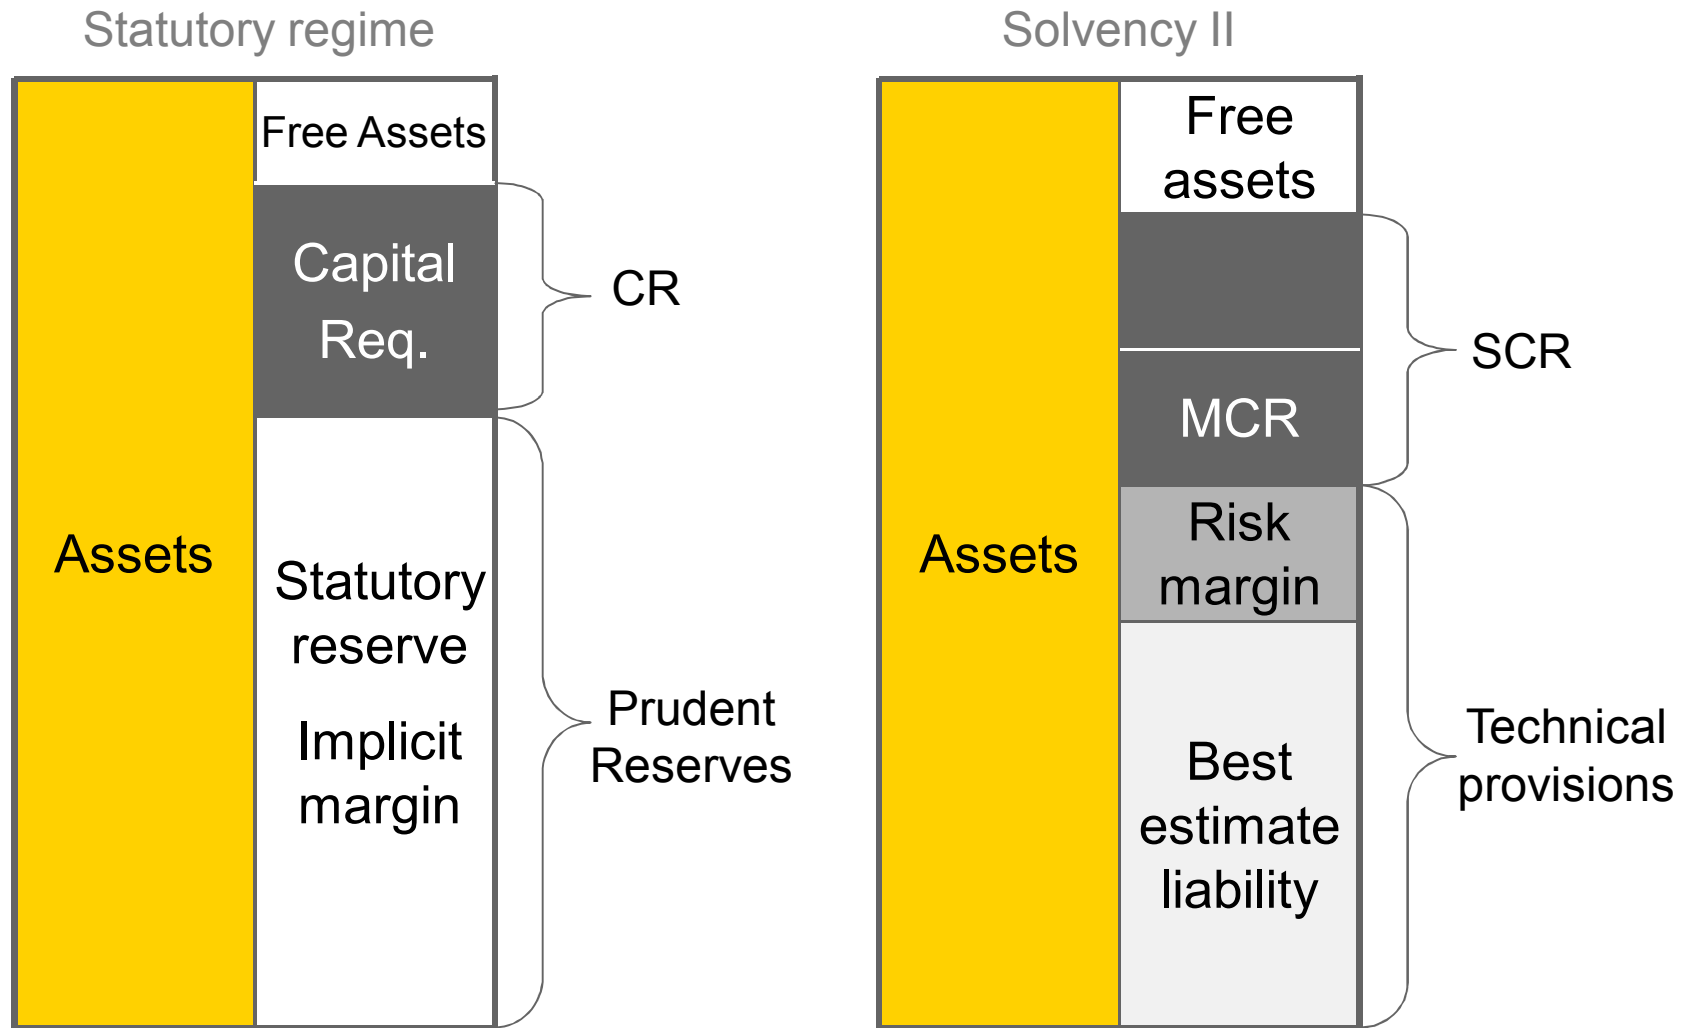 Statutory regime
Assets
Free Assets
Capital
Req.
CR
Statutory
reserve
Implicit
margin
Prudent
Reserves
Solvency II
Assets
Free
assets
MCR
SCR
Risk
margin
Best
estimate
liability
Technical
provisions